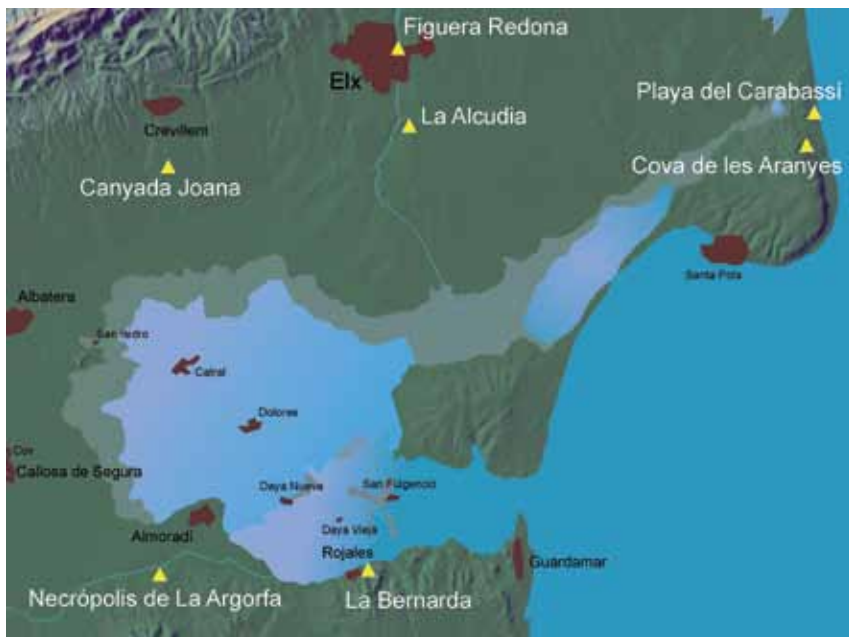 Figuera Redona
Elx
Playa del Carabassí
La Alcudia
Crevillent
Cova de les Aranyes
Canyada Joana
Santa Pola
Albatera
San Isidro
Catral
Dolores
Cox
Callosa de Segura
Daya Nueva
San Fulgencio
Almoradí
Daya Vieja
Rojales
Guardamar
Necrópolis de La Argorfa
La Bernarda